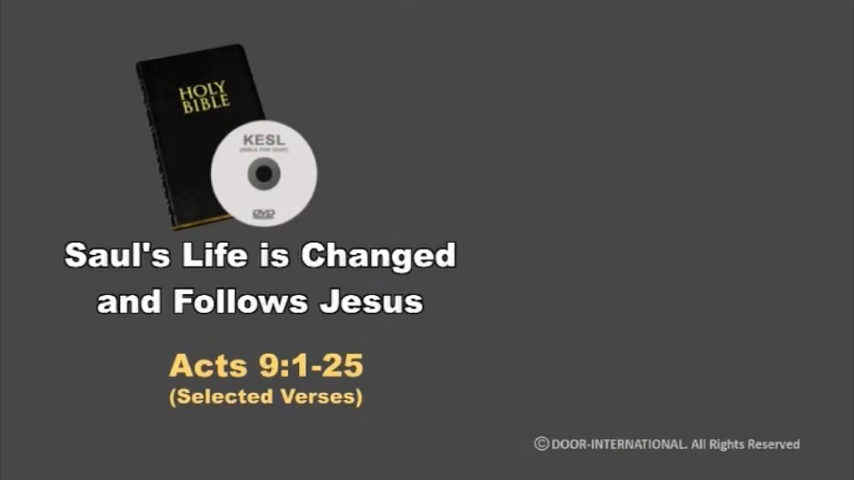 HOLY
BIBLE
KESL
DVD
Saul's Life is Changed
and Follows Jesus
Acts 9:1-25
(Selected Verses)
©DOOR-INTERNATIONAL. All Rights Reserved